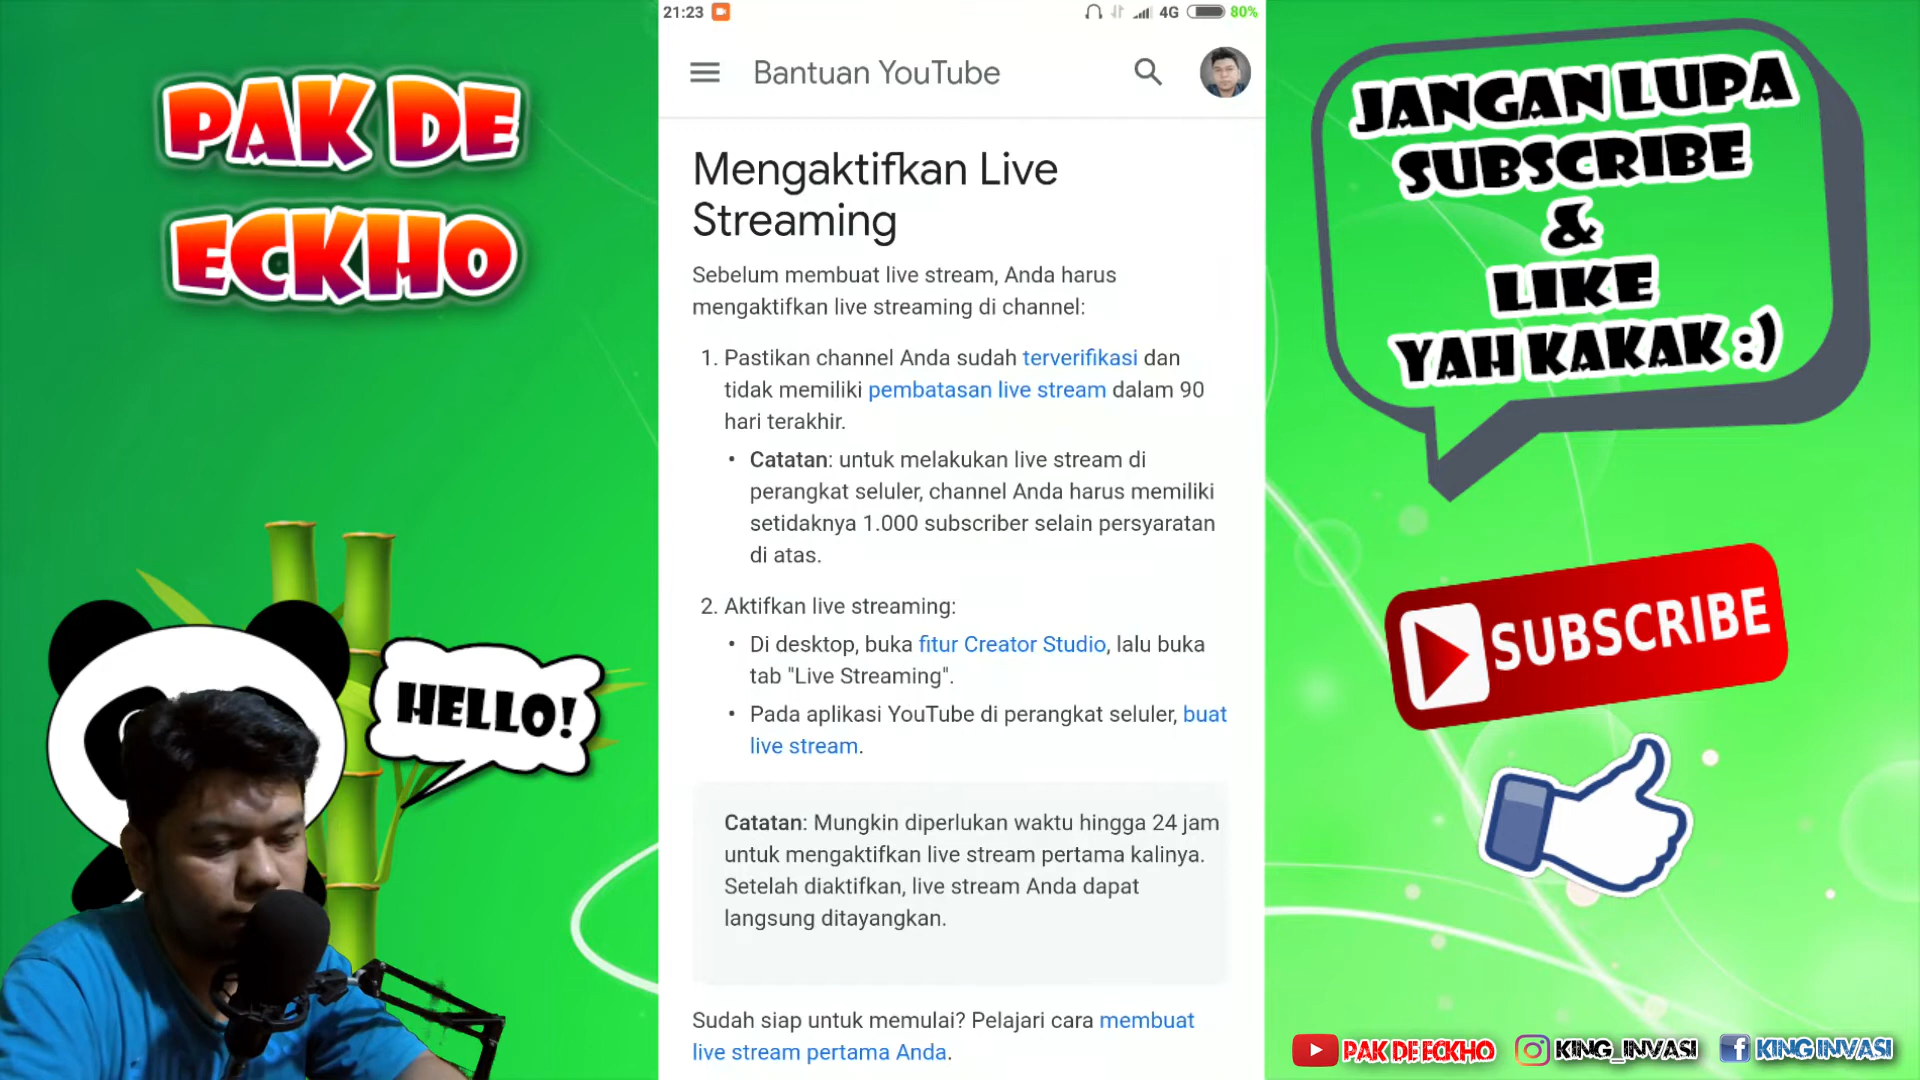 PAK DE
ECKHO
HELLO!
21:23
4G
80%
Bantuan YouTube
Mengaktifkan Live
Streaming
Sebelum membuat live stream, Anda harus
mengaktifkan live streaming di channel:
1. Pastikan channel Anda sudah terverifikasi dan
tidak memiliki pembatasan live stream dalam 90
hari terakhir.
• Catatan: untuk melakukan live stream di
perangkat seluler, channel Anda harus memiliki
setidaknya 1.000 subscriber selain persyaratan
di atas.
2. Aktifkan live streaming:
• Di desktop, buka fitur Creator Studio, lalu buka
tab "Live Streaming".
• Pada aplikasi YouTube di perangkat seluler, buat
live stream.
Catatan: Mungkin diperlukan waktu hingga 24 jam
untuk mengaktifkan live stream pertama kalinya.
Setelah diaktifkan, live stream Anda dapat
langsung ditayangkan.
Sudah siap untuk memulai? Pelajari cara membuat
live stream pertama Anda.
JANGAN LUPA
SUBSCRIBE
&
LIKE
YAH KAKAK :)
SUBSCRIBE
PAK DE ECKHO
KING_INVASI
KING INVASI